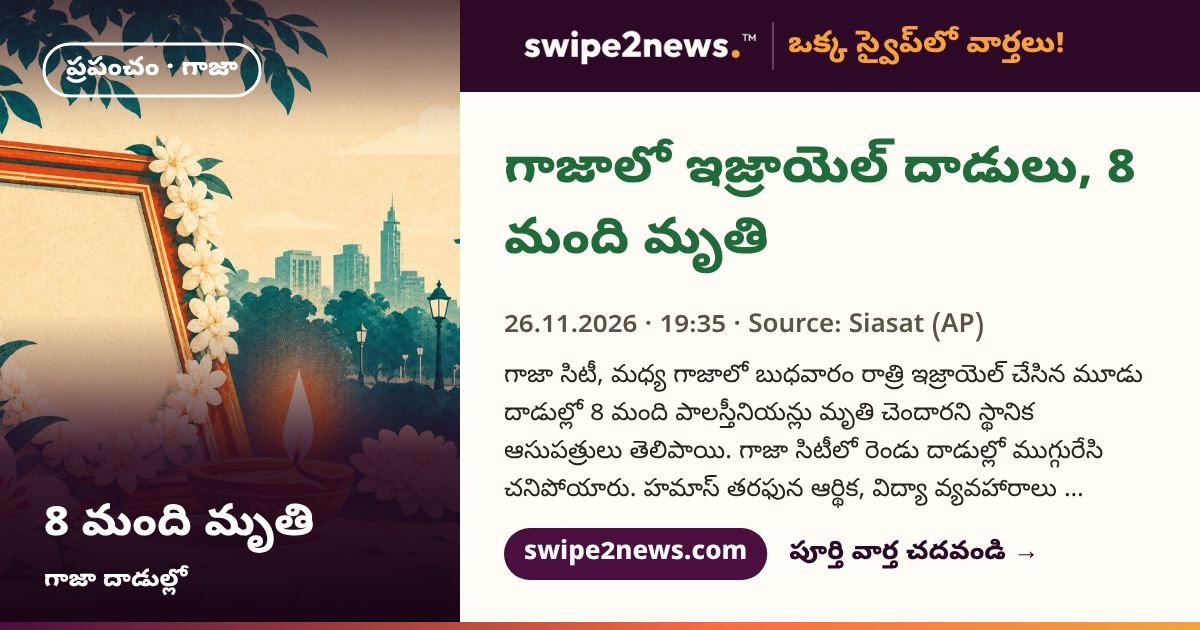 ప్రపంచం · గాజా
swipe2news.™
ఒక్క స్వైప్‌లో వార్తలు!
గాజాలో ఇజ్రాయెల్ దాడులు, 8
మంది మృతి
26.11.2026 · 19:35 · Source: Siasat (AP)
గాజా సిటీ, మధ్య గాజాలో బుధవారం రాత్రి ఇజ్రాయెల్ చేసిన మూడు
దాడుల్లో 8 మంది పాలస్తీనియన్లు మృతి చెందారని స్థానిక
ఆసుపత్రులు తెలిపాయి. గాజా సిటీలో రెండు దాడుల్లో ముగ్గురేసి
చనిపోయారు. హమాస్ తరఫున ఆర్థిక, విద్యా వ్యవహారాలు ...
swipe2news.com
పూర్తి వార్త చదవండి →
8 మంది మృతి
గాజా దాడుల్లో